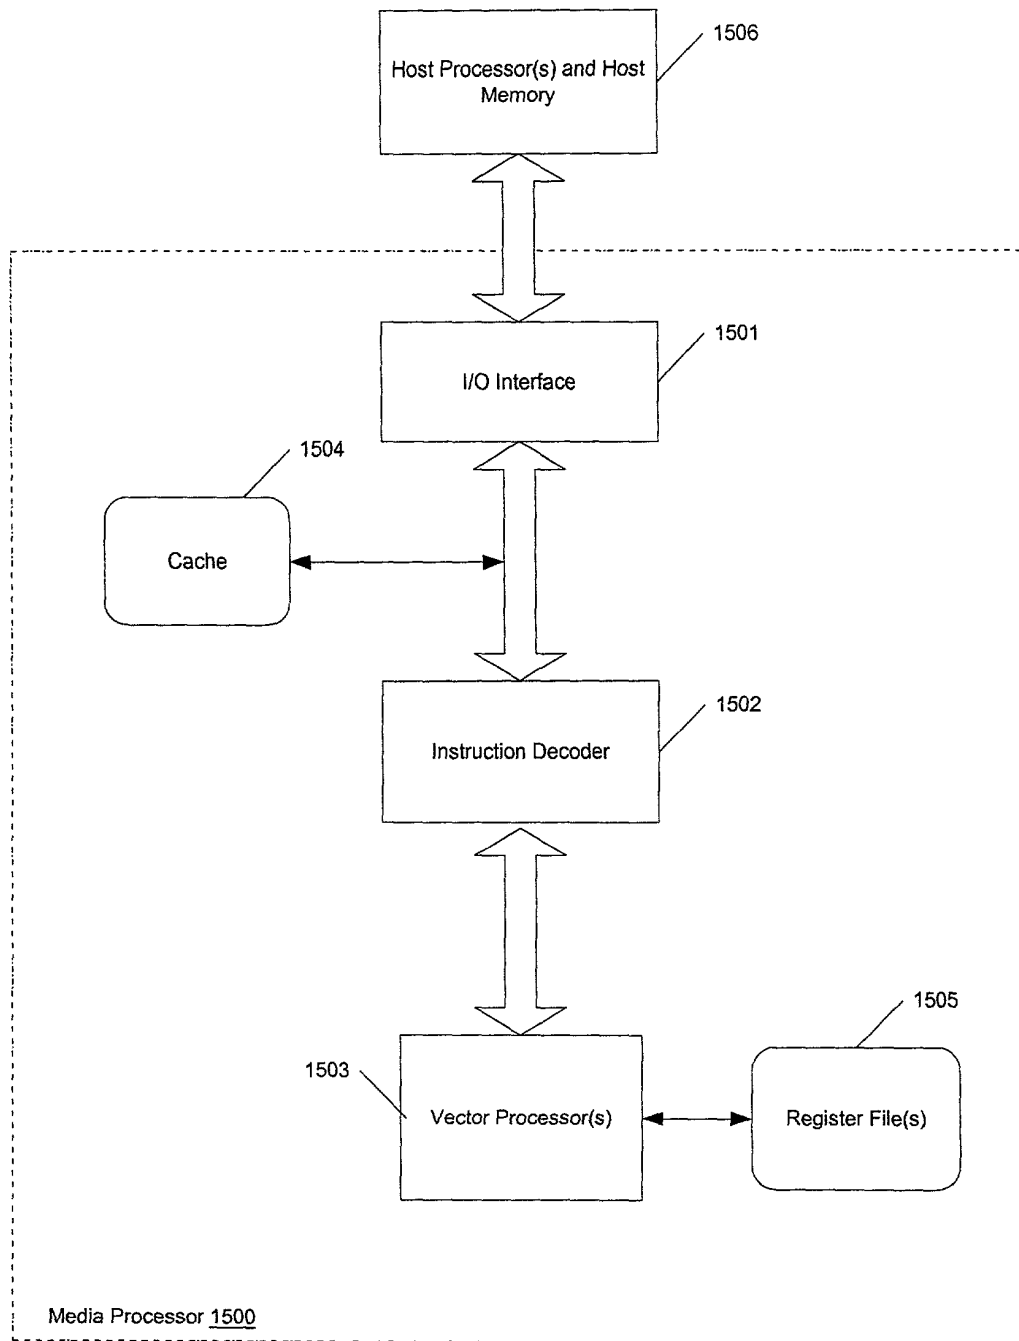 1506
Host Processor(s) and Host
Memory
1501
I/O Interface
1504
Cache
1502
Instruction Decoder
1505
1503
Vector Processor(s)
Register File(s)
Media Processor 1500